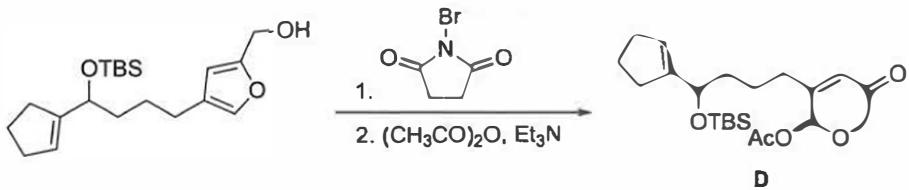 Br
OTBS
OH
N
O
O
O
1.
2. (CH₃CO)₂O, Et₃N
O
OTBS
AcO
O
D